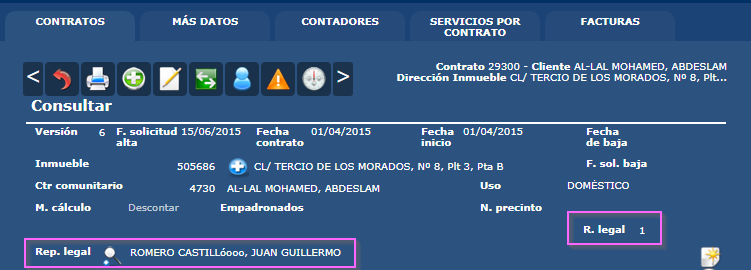 CONTRATOS MÁS DATOS CONTADORES SERVICIOS POR CONTRATO FACTURAS
< >
Contrato 29300 - Cliente AL-LAL MOHAMED, ABDESLAM
Dirección Inmueble CL/ TERCIO DE LOS MORADOS, Nº 8, Plt...
Consultar
Versión 6 F. solicitud alta 15/06/2015 Fecha contrato 01/04/2015 Fecha inicio 01/04/2015 Fecha de baja
Inmueble 505686 CL/ TERCIO DE LOS MORADOS, Nº 8, Plt 3, Pta B F. sol. baja
Ctr comunitario 4730 AL-LAL MOHAMED, ABDESLAM Uso DOMÉSTICO
M. cálculo Descontar Empadronados N. precinto
R. legal 1
Rep. legal ROMERO CASTILLóooo, JUAN GUILLERMO